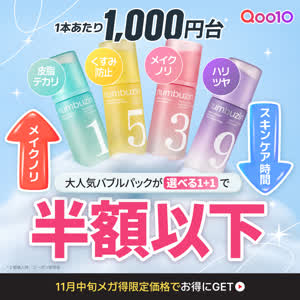 1本あたり1,000円台
Qoo10
皮脂
テカリ
くすみ
防止
メイク
ノリ
ハリ
ツヤ
numbuzin
1
numbuzin
5
numbuzin
3
numbuzin
9
メイクノリ
スキンケア時間
大人気バブルパックが選べる1+1で
半額以下
11月中旬メガ得限定価格でお得にGET